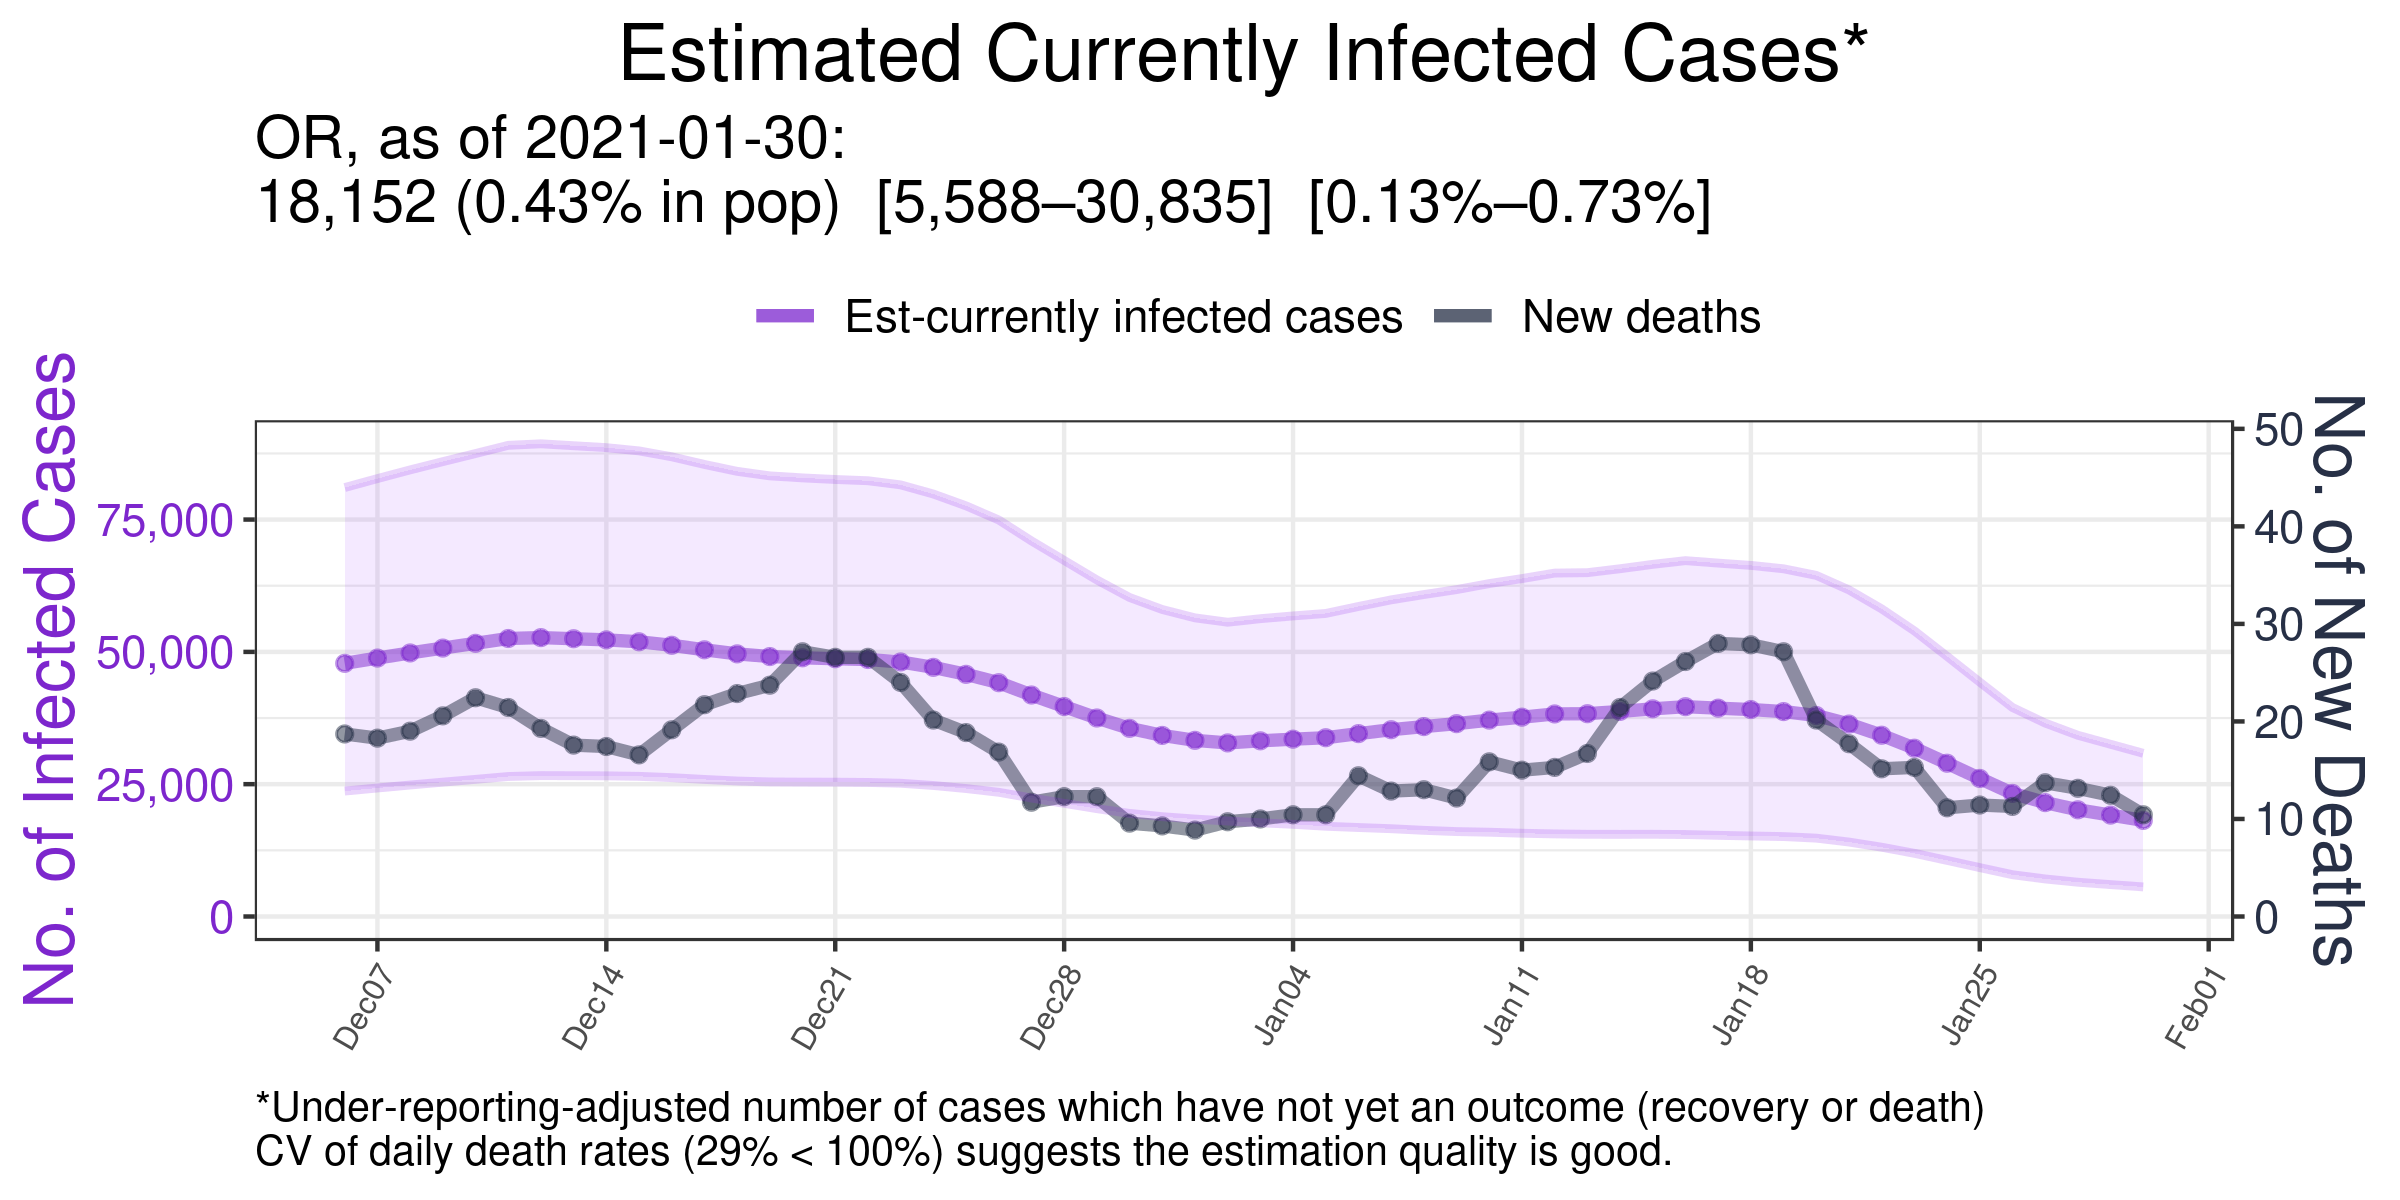 Estimated Currently Infected Cases*
OR, as of 2021-01-30:
18,152 (0.43% in pop)  [5,588–30,835]  [0.13%–0.73%]
Est-currently infected cases
New deaths
No. of Infected Cases
75,000
50,000
25,000
0
50
40
30
20
10
0
No. of New Deaths
Dec07
Dec14
Dec21
Dec28
Jan04
Jan11
Jan18
Jan25
Feb01
*Under-reporting-adjusted number of cases which have not yet an outcome (recovery or death)
CV of daily death rates (29% < 100%) suggests the estimation quality is good.